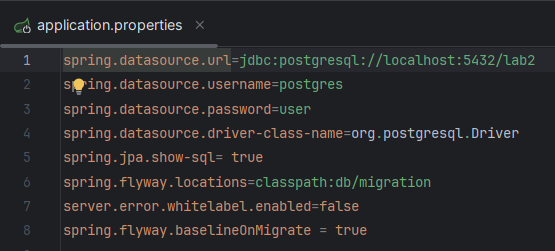 application.properties
1 spring.datasource.url=jdbc:postgresql://localhost:5432/lab2
2 spring.datasource.username=postgres
3 spring.datasource.password=user
4 spring.datasource.driver-class-name=org.postgresql.Driver
5 spring.jpa.show-sql= true
6 spring.flyway.locations=classpath:db/migration
7 server.error.whitelabel.enabled=false
8 spring.flyway.baselineOnMigrate = true